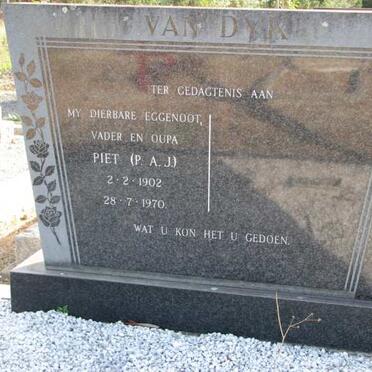 VAN DYK
TER GEDAGTENIS AAN
MY DIERBARE EGGENOOT,
VADER EN OUPA
PIET (P. A. J.)
2-2-1902
28-7-1970.
WAT U KON HET U GEDOEN.